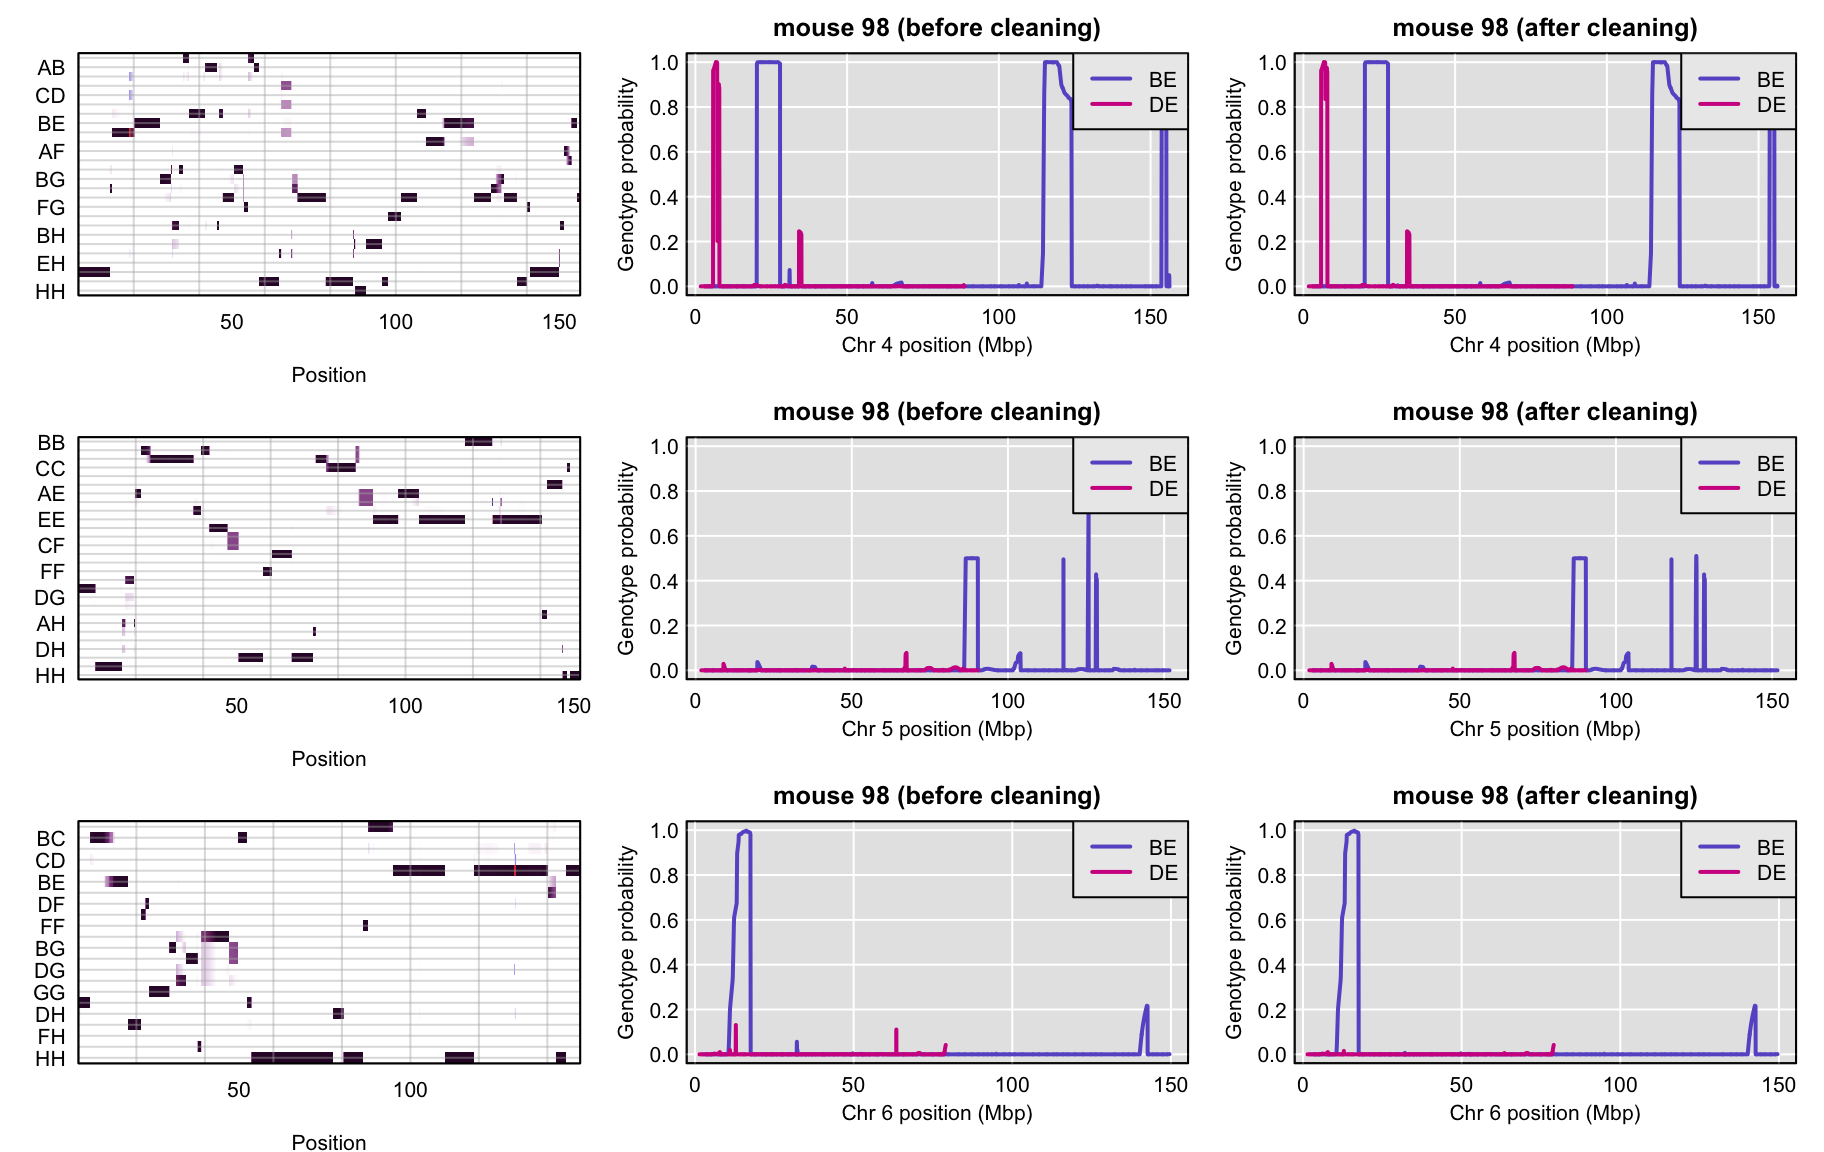 mouse 98 (before cleaning)
mouse 98 (after cleaning)
AB
CD
BE
AF
BG
FG
BH
EH
HH
50
100
150
Position
Genotype probability
1.0
0.8
0.6
0.4
0.2
0.0
BE
DE
0
50
100
150
Chr 4 position (Mbp)
Genotype probability
1.0
0.8
0.6
0.4
0.2
0.0
BE
DE
0
50
100
150
Chr 4 position (Mbp)
mouse 98 (before cleaning)
mouse 98 (after cleaning)
BB
CC
AE
EE
CF
FF
DG
AH
DH
HH
50
100
150
Position
Genotype probability
1.0
0.8
0.6
0.4
0.2
0.0
BE
DE
0
50
100
150
Chr 5 position (Mbp)
Genotype probability
1.0
0.8
0.6
0.4
0.2
0.0
BE
DE
0
50
100
150
Chr 5 position (Mbp)
mouse 98 (before cleaning)
mouse 98 (after cleaning)
BC
CD
BE
DF
FF
BG
DG
GG
DH
FH
HH
50
100
Position
Genotype probability
1.0
0.8
0.6
0.4
0.2
0.0
BE
DE
0
50
100
150
Chr 6 position (Mbp)
Genotype probability
1.0
0.8
0.6
0.4
0.2
0.0
BE
DE
0
50
100
150
Chr 6 position (Mbp)